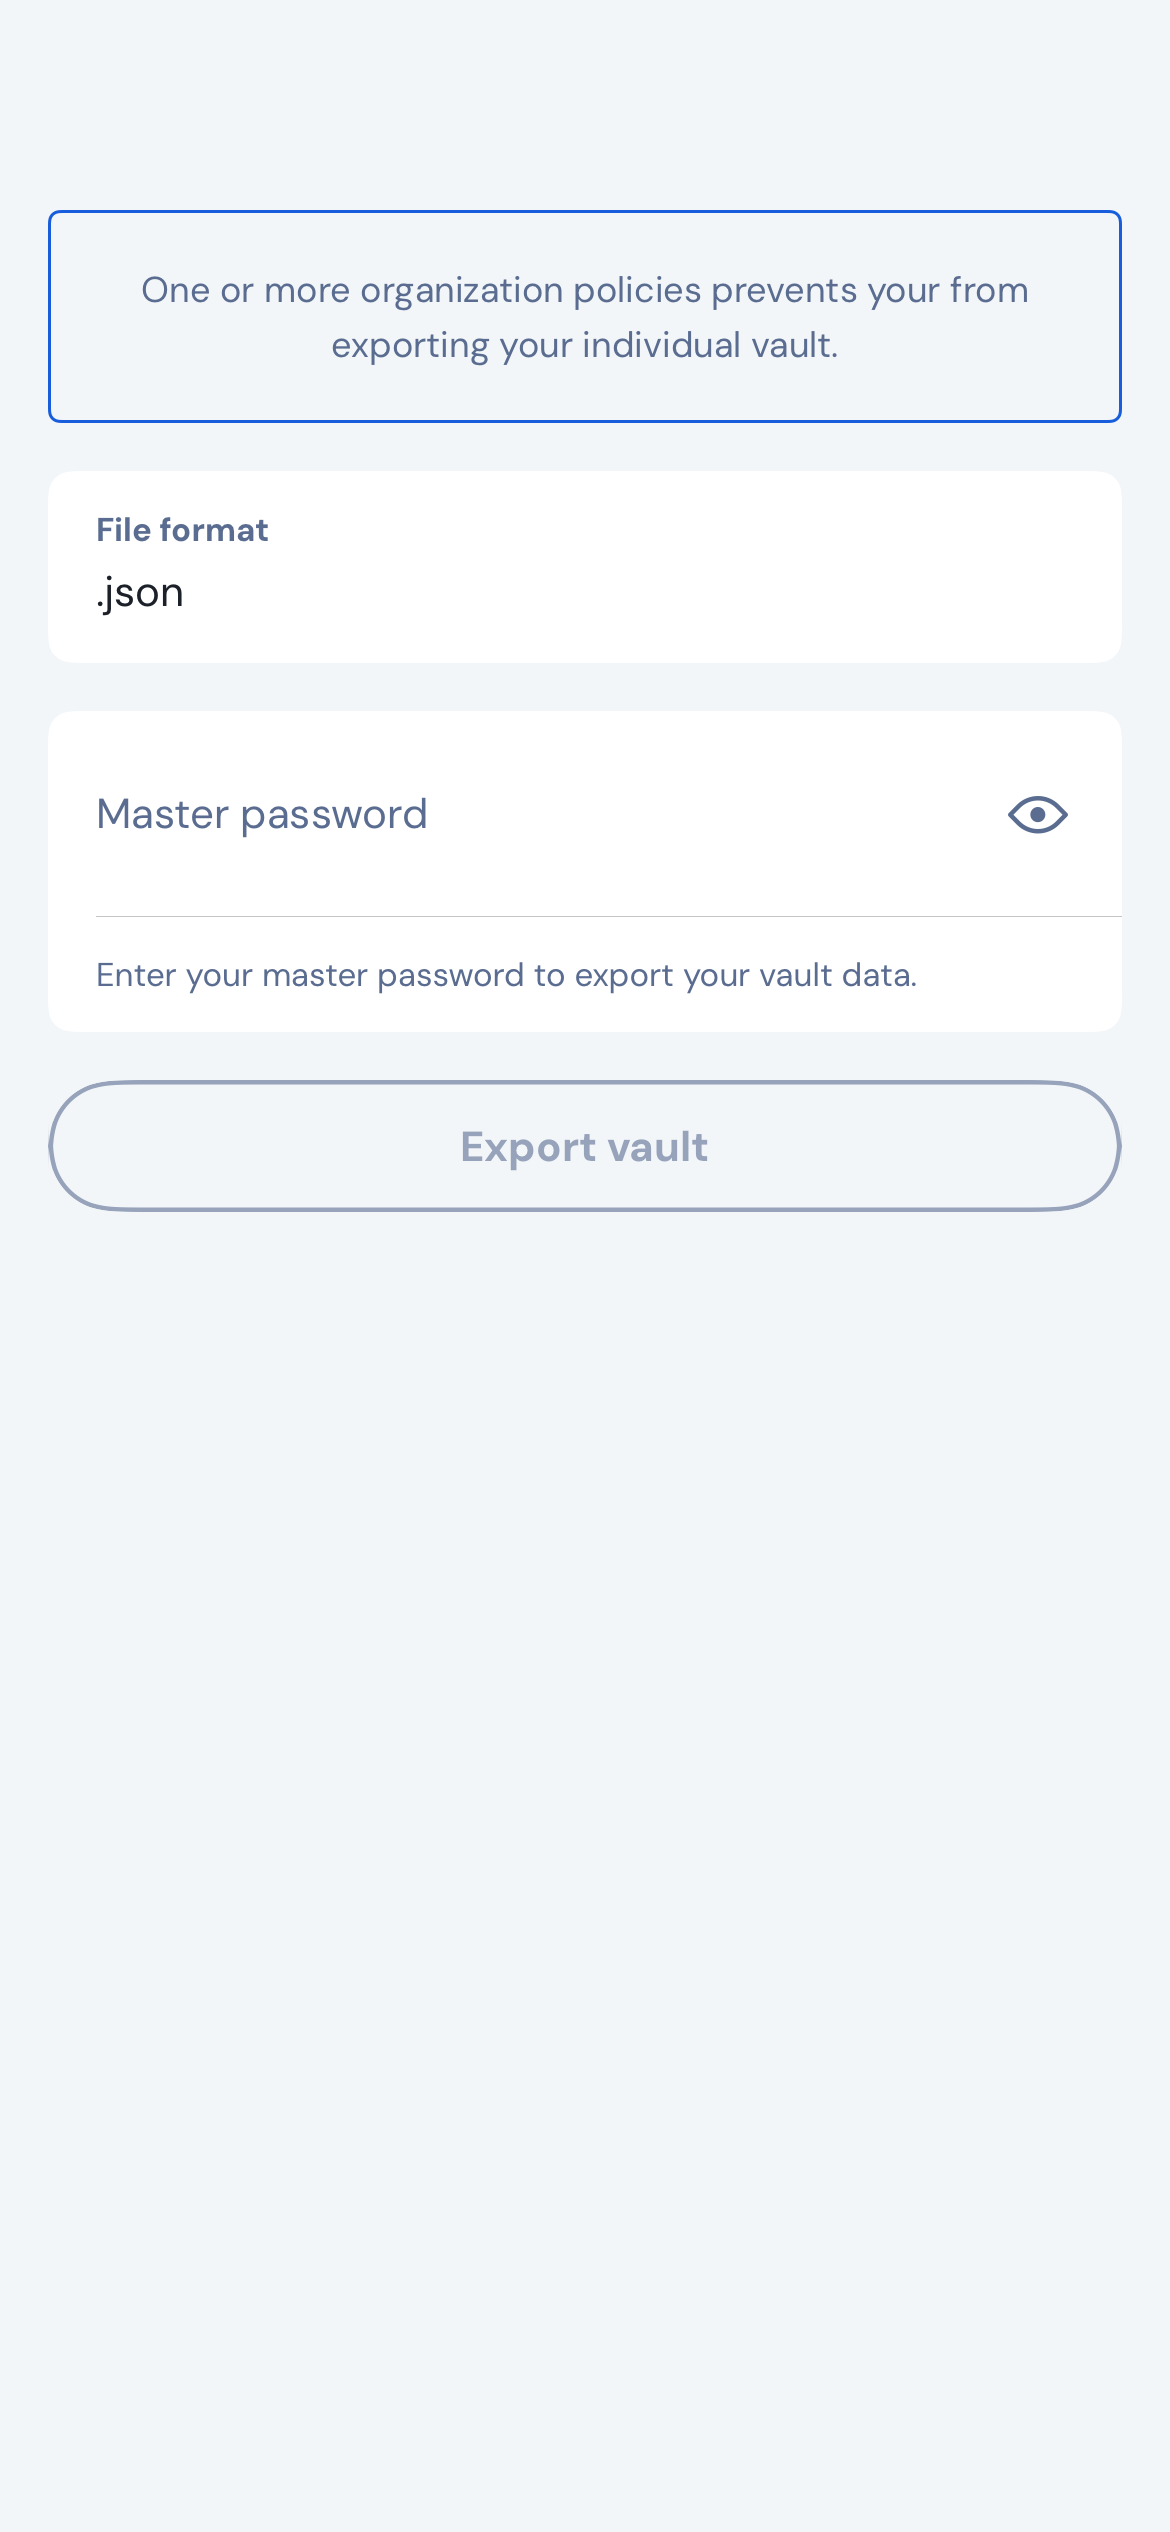 One or more organization policies prevents your from
exporting your individual vault.
File format
.json
Master password
Enter your master password to export your vault data.
Export vault